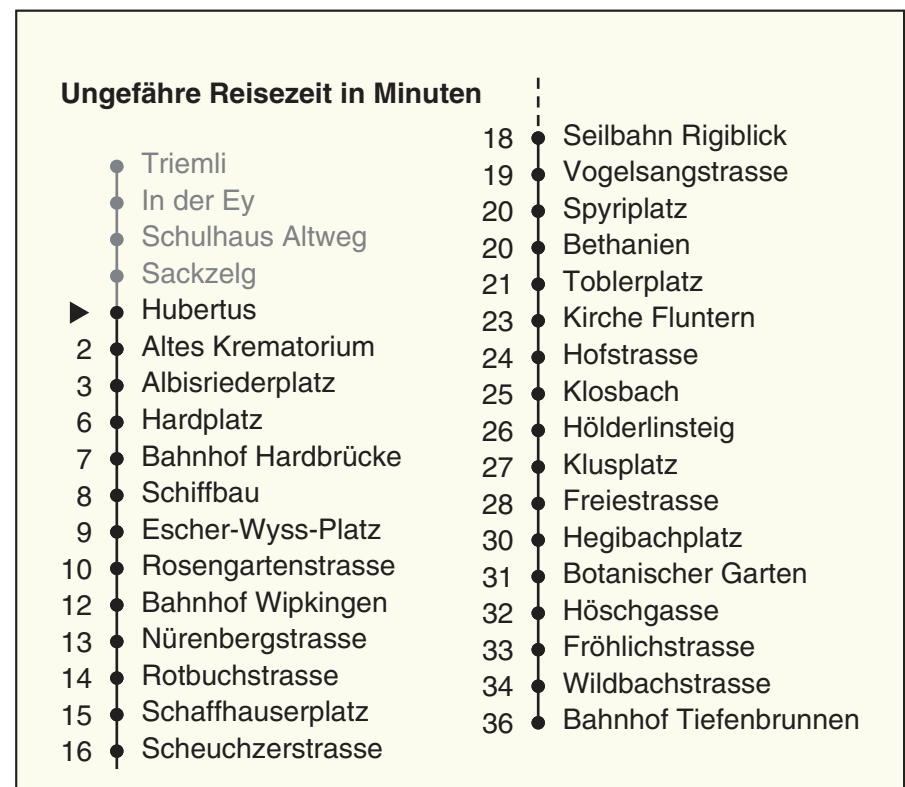 Ungefähre Reisezeit in Minuten
Triemli
In der Ey
Schulhaus Altweg
Sackzelg
Hubertus
2 Altes Krematorium
3 Albisriederplatz
6 Hardplatz
7 Bahnhof Hardbrücke
8 Schiffbau
9 Escher-Wyss-Platz
10 Rosengartenstrasse
12 Bahnhof Wipkingen
13 Nürenbergstrasse
14 Rotbuchstrasse
15 Schaffhauserplatz
16 Scheuchzerstrasse
18 Seilbahn Rigiblick
19 Vogelsangstrasse
20 Spyriplatz
20 Bethanien
21 Toblerplatz
23 Kirche Fluntern
24 Hofstrasse
25 Klosbach
26 Hölderlinsteig
27 Klusplatz
28 Freiestrasse
30 Hegibachplatz
31 Botanischer Garten
32 Höschgasse
33 Fröhlichstrasse
34 Wildbachstrasse
36 Bahnhof Tiefenbrunnen